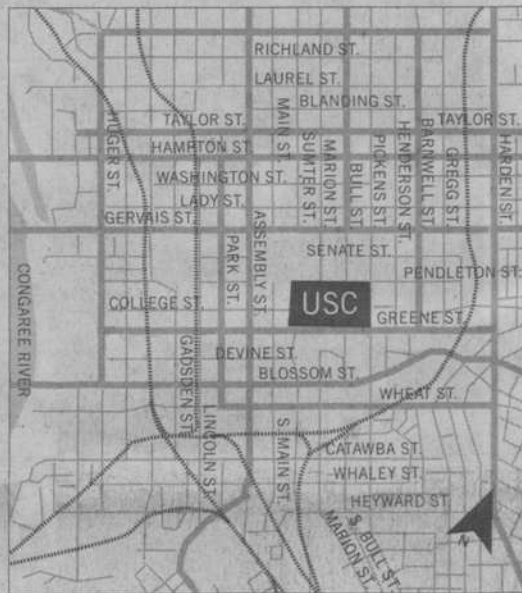 RICHLAND ST.
LAUREL ST.
BLANDING ST.
TAYLOR ST.
TAYLOR ST.
HUGER ST.
MAIN ST.
HAMPTON ST.
SUMTER ST.
MARION ST.
BULL ST.
PICKENS ST.
HENDERSON ST.
BARNWELL ST.
GREGG ST.
HARDEN ST.
WASHINGTON ST.
LADY ST.
GERVAIS ST.
ASSEMBLY ST.
PARK ST.
SENATE ST.
PENDLETON ST.
CONGAREE RIVER
COLLEGE ST.
USC
GREENE ST.
GADSDEN ST.
DEVINE ST.
BLOSSOM ST.
WHEAT ST.
LINCOLN ST.
S. MAIN ST.
CATAWBA ST.
WHALEY ST.
HEYWARD ST.
S. BULL ST.
MARION ST.
N